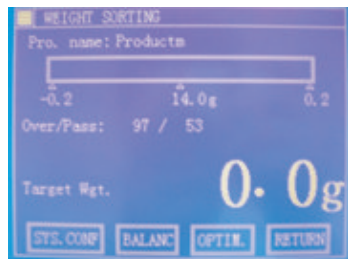 WEIGHT SORTING
Pro. name: Productm
-0.2 14.0g 0.2
Over/Pass: 97 / 53
Target Wgt. 0.0g
SYS.CONF BALANC OPTIM. RETURN